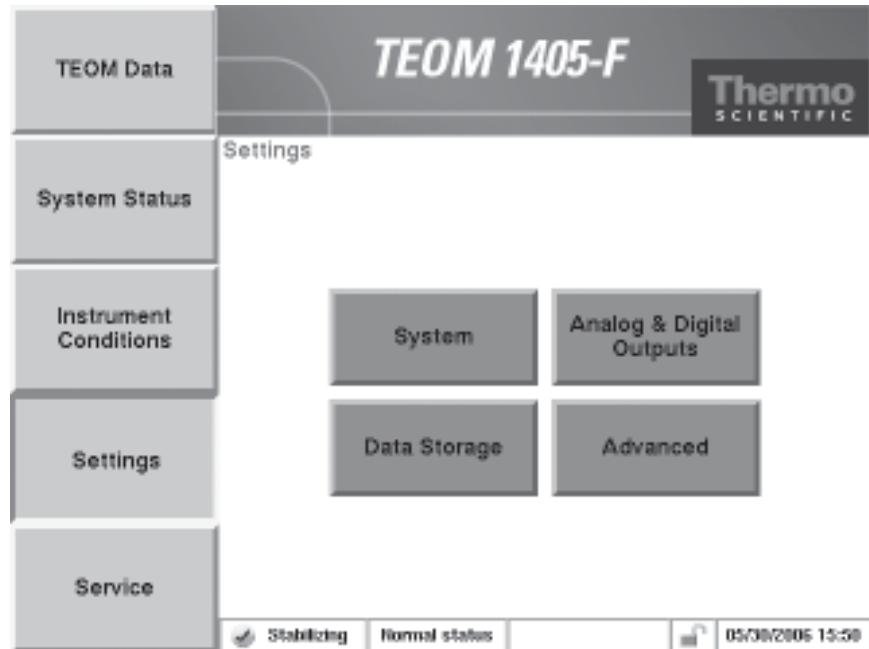 TEOM Data
TEOM 1405-F
Thermo
SCIENTIFIC
Settings
System Status
Instrument
Conditions
System
Analog & Digital
Outputs
Settings
Data Storage
Advanced
Service
Stabilizing
Normal status
05/30/2006 15:50